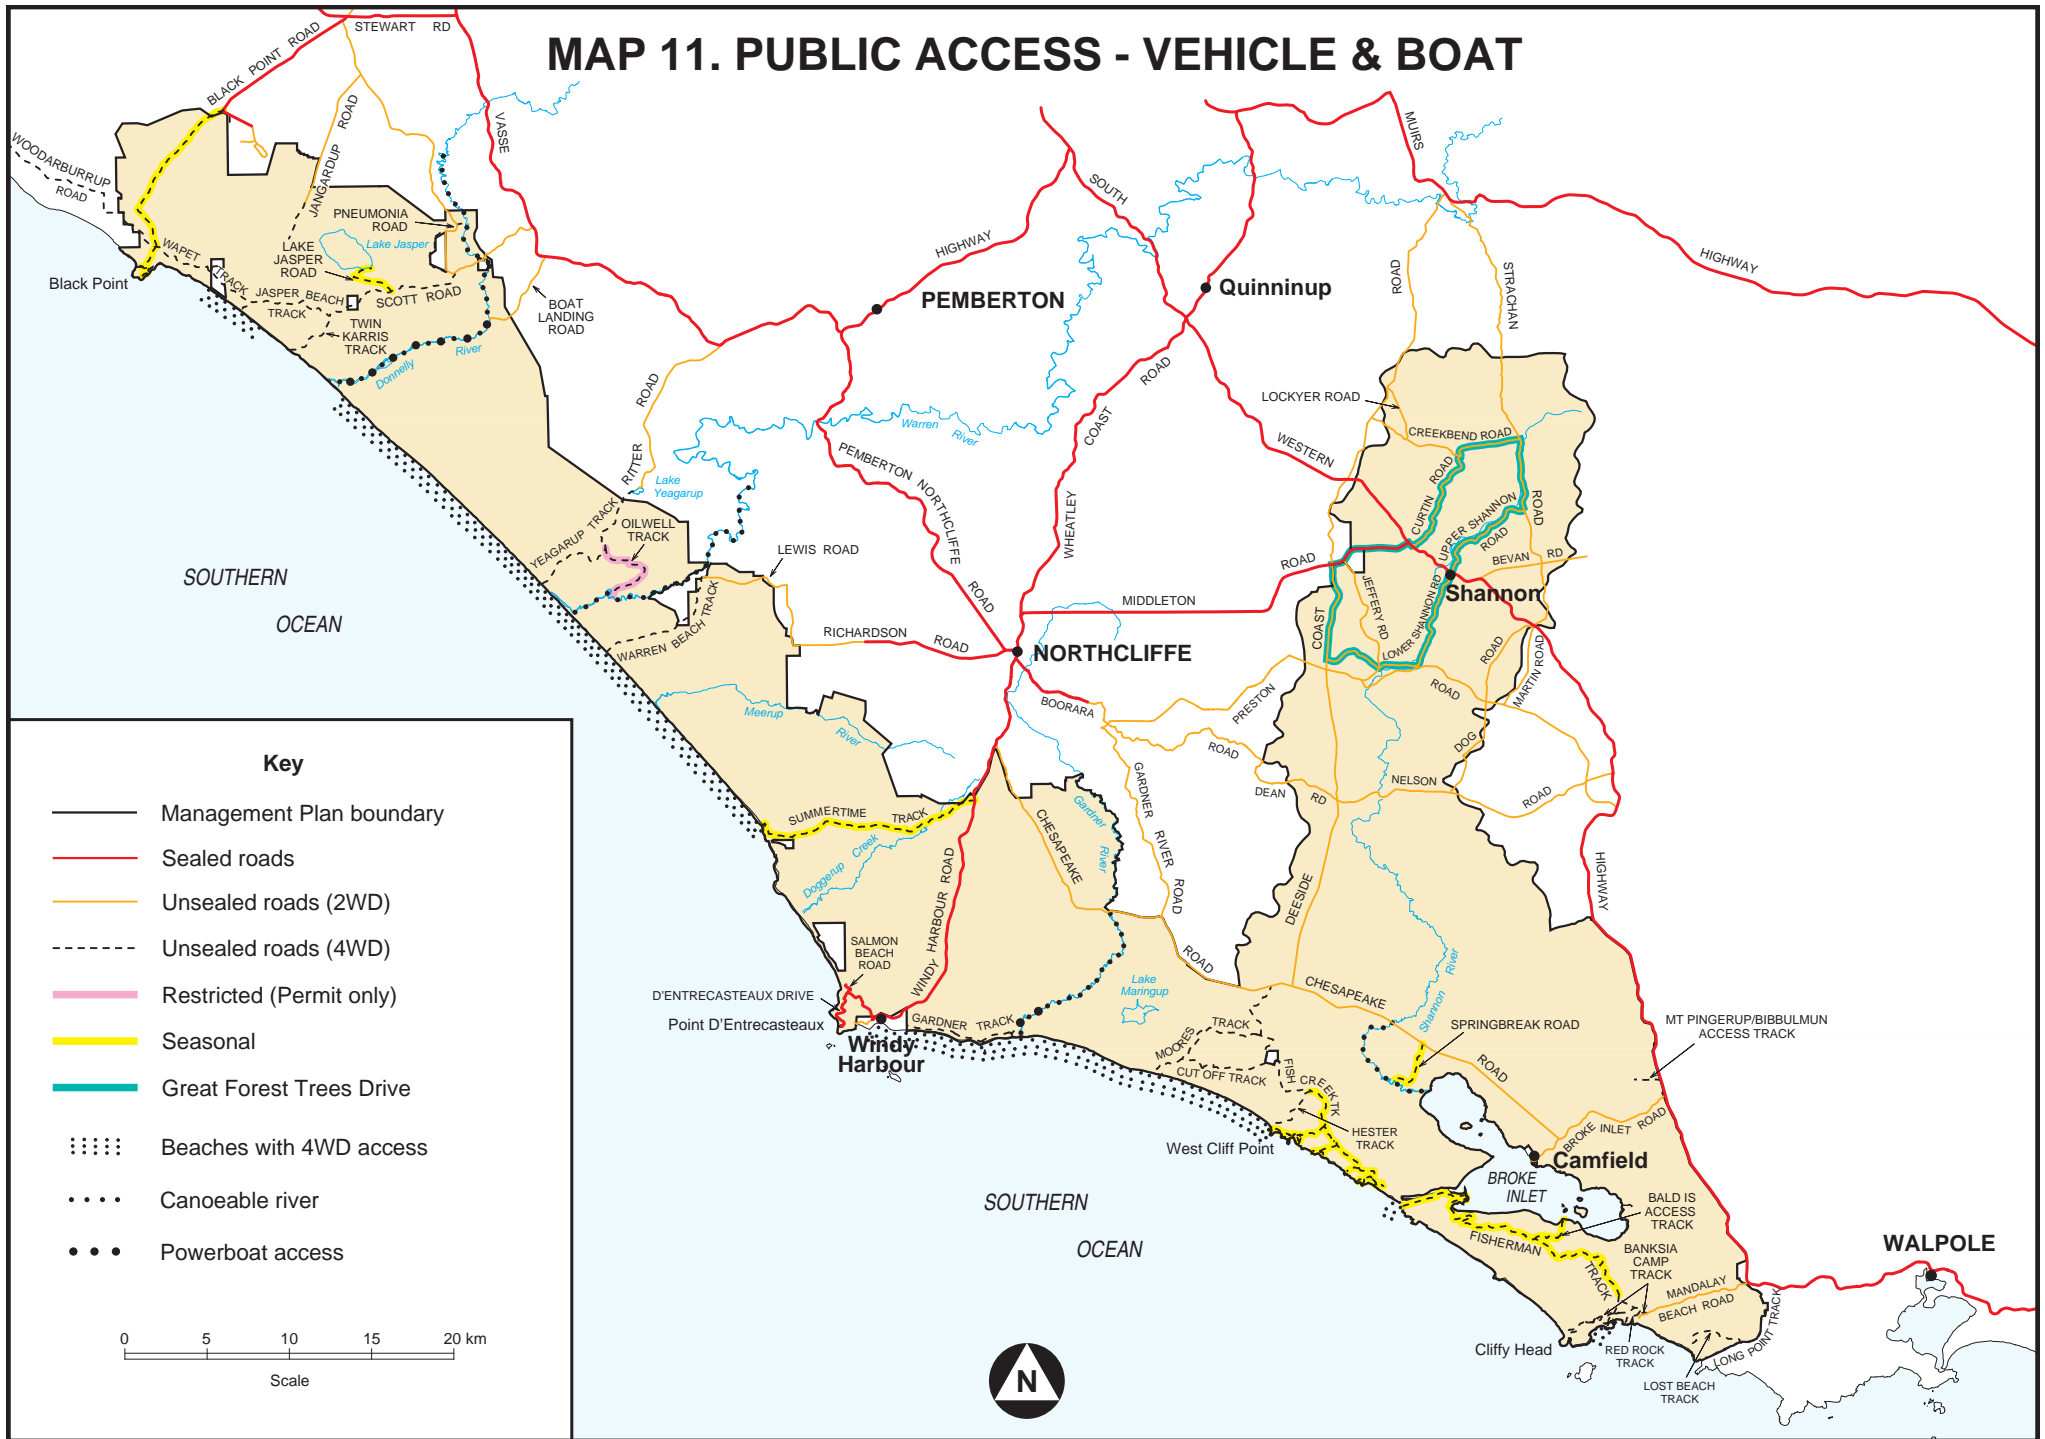 MAP 11. PUBLIC ACCESS - VEHICLE & BOAT
STEWART RD
BLACK POINT ROAD
VASSE
JANGARDUP ROAD
WOODARBURRUP
ROAD
PNEUMONIA
ROAD
Lake Jasper
LAKE
JASPER
ROAD
WAPET TRACK
Black Point
JASPER BEACH
TRACK
SCOTT ROAD
TWIN
KARRIS
TRACK
BOAT
LANDING
ROAD
Donnelly River
HIGHWAY
SOUTH
MUIRS
HIGHWAY
PEMBERTON
Quinninup
ROAD
STRACHAN
RITTER ROAD
Warren River
COAST ROAD
WHEATLEY
WESTERN
LOCKYER ROAD
CREEKBEND ROAD
CURTIN ROAD
UPPER SHANNON
ROAD
ROAD
BEVAN RD
Shannon
PEMBERTON NORTHCLIFFE ROAD
Lake
Yeagarup
YEAGARUP TRACK
OILWELL
TRACK
LEWIS ROAD
WARREN BEACH TRACK
RICHARDSON ROAD
MIDDLETON ROAD
NORTHCLIFFE
COAST
JEFFERY RD
LOWER SHANNON RD
ROAD
DOG ROAD
MARTIN ROAD
BOORARA
ROAD
PRESTON
DEAN RD
NELSON
ROAD
SOUTHERN
OCEAN
Meerup River
SUMMERTIME TRACK
Doggerup Creek
CHESAPEAKE
ROAD
Gardner River
GARDNER RIVER ROAD
WINDY HARBOUR ROAD
DEESIDE
HIGHWAY
SALMON
BEACH
ROAD
D'ENTRECASTEAUX DRIVE
Point D'Entrecasteaux
Windy
Harbour
GARDNER TRACK
Lake
Maringup
CHESAPEAKE
ROAD
Shannon River
MOORES TRACK
CUT OFF TRACK
FISH CREEK TK
HESTER
TRACK
West Cliff Point
SPRINGBREAK ROAD
MT PINGERUP/BIBBULMUN
ACCESS TRACK
BROKE INLET ROAD
Camfield
BROKE
INLET
BALD IS
ACCESS
TRACK
FISHERMAN TRACK
BANKSIA
CAMP
TRACK
MANDALAY
BEACH ROAD
WALPOLE
Cliffy Head
RED ROCK
TRACK
LOST BEACH
TRACK
LONG POINT TRACK
SOUTHERN
OCEAN
N
Key
Management Plan boundary
Sealed roads
Unsealed roads (2WD)
Unsealed roads (4WD)
Restricted (Permit only)
Seasonal
Great Forest Trees Drive
Beaches with 4WD access
Canoeable river
Powerboat access
0 5 10 15 20 km
Scale